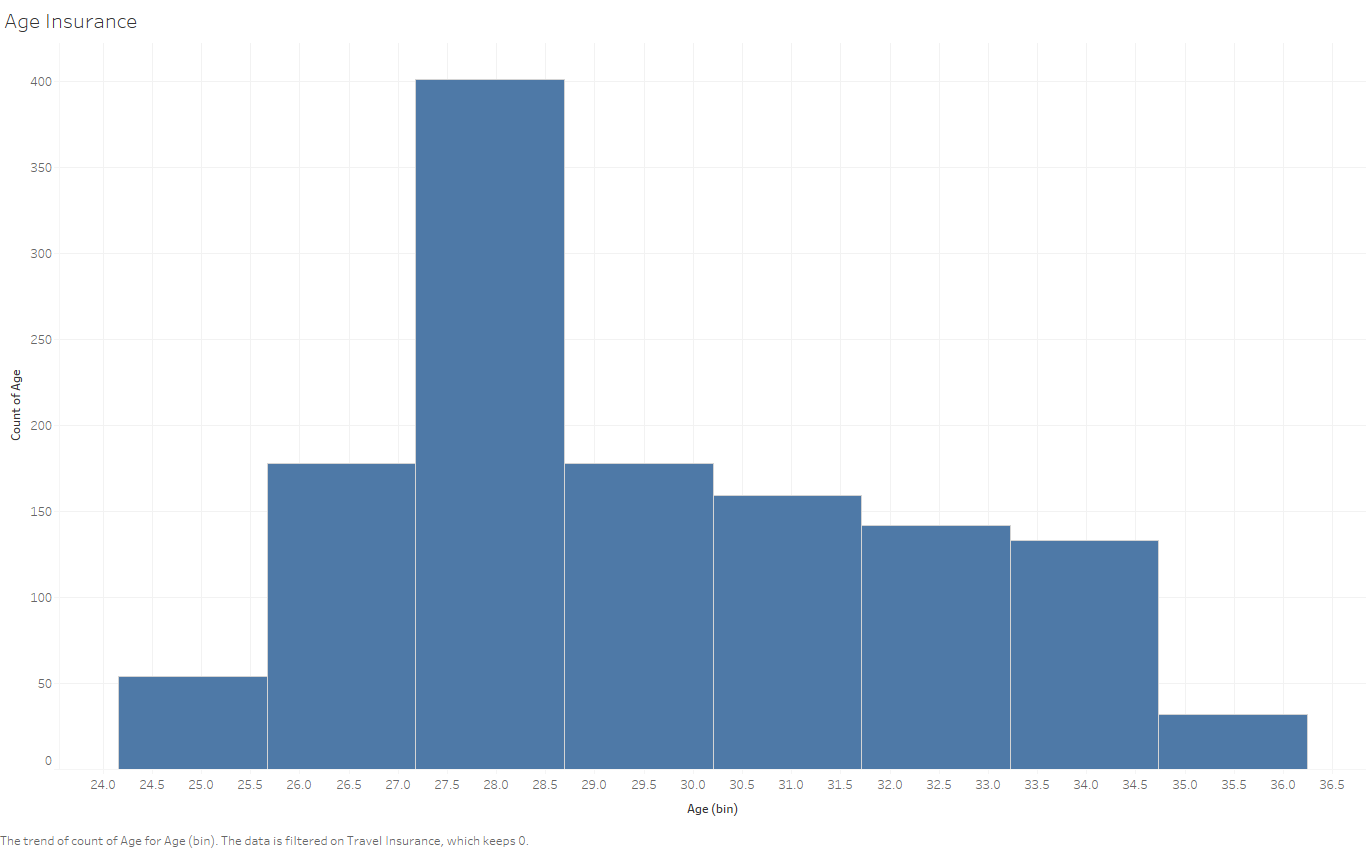 Age Insurance
400
350
300
250
200
150
100
50
0
Count of Age
24.0 24.5 25.0 25.5 26.0 26.5 27.0 27.5 28.0 28.5 29.0 29.5 30.0 30.5 31.0 31.5 32.0 32.5 33.0 33.5 34.0 34.5 35.0 35.5 36.0 36.5
Age (bin)
The trend of count of Age for Age (bin). The data is filtered on Travel Insurance, which keeps 0.